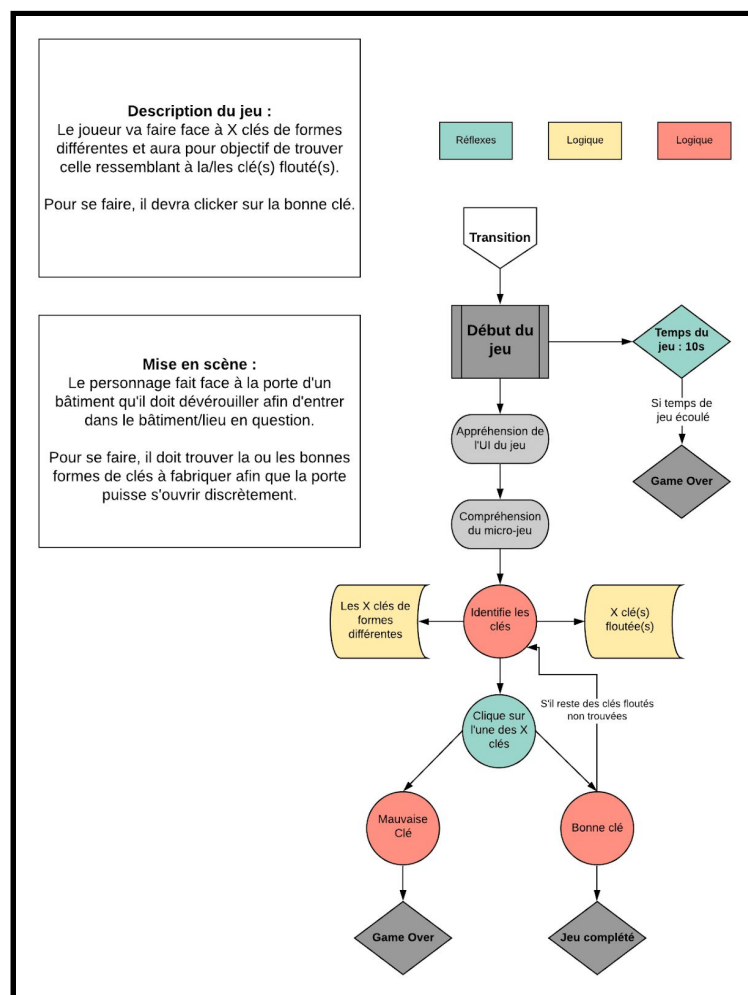 Description du jeu :
Le joueur va faire face à X clés de formes
différentes et aura pour objectif de trouver
celle ressemblant à la/les clé(s) flouté(s).
Pour se faire, il devra clicker sur la bonne clé.
Réflexes
Logique
Logique
Transition
Mise en scène :
Le personnage fait face à la porte d'un
bâtiment qu'il doit dévérouiller afin d'entrer
dans le bâtiment/lieu en question.
Pour se faire, il doit trouver la ou les bonnes
formes de clés à fabriquer afin que la porte
puisse s'ouvrir discrètement.
Début du
jeu
Temps du
jeu : 10s
Si temps de
jeu écoulé
Game Over
Appréhension de
l'UI du jeu
Compréhension
du micro-jeu
Les X clés de
formes
différentes
Identifie les
clés
X clé(s)
floutée(s)
S'il reste des clés floutés
non trouvées
Clique sur
l'une des X
clés
Mauvaise
Clé
Bonne clé
Game Over
Jeu complété